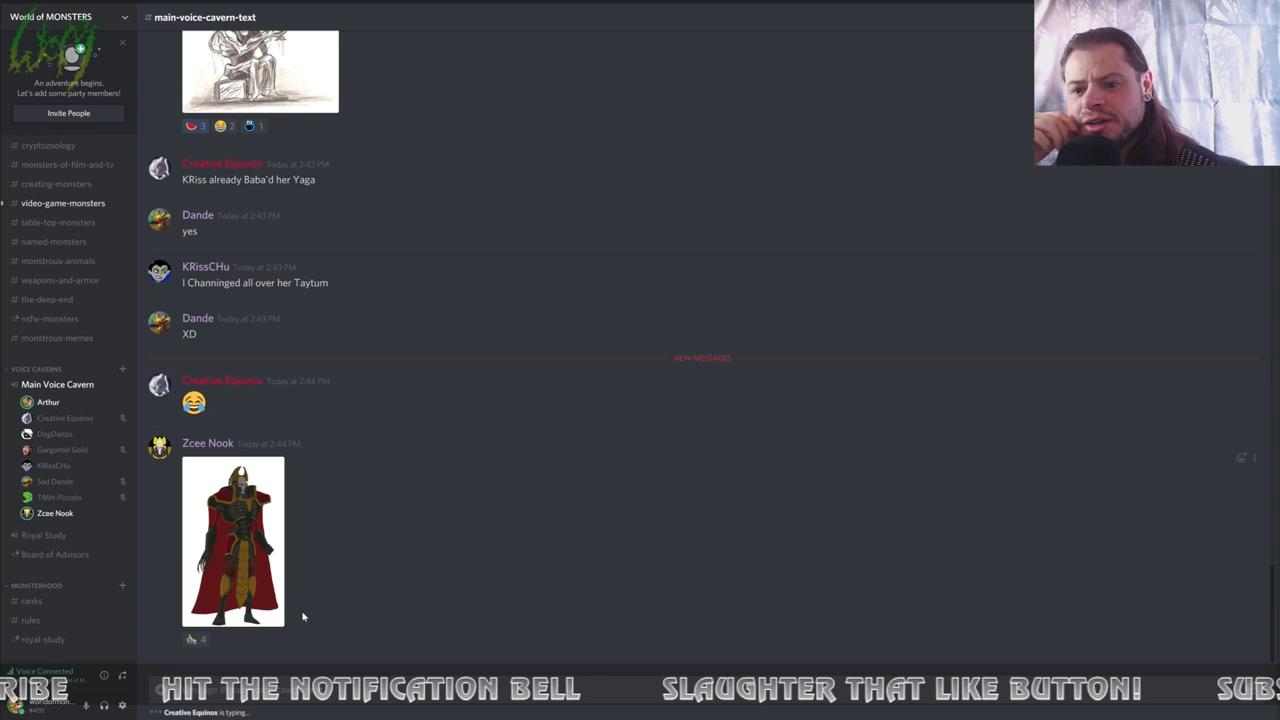 World of MONSTERS
An adventure begins.
Let's add some party members!
Invite People
# cryptozoology
# monsters-of-film-and-tv
# creating-monsters
# video-game-monsters
# table-top-monsters
# named-monsters
# monstrous-animals
# weapons-and-armor
# the-deep-end
nsfw-monsters
# monstrous-memes
VOICE CAVERNS
Main Voice Cavern
Arthur
Creative Equinox
DogDanzo
Gargamel Gold
KRissCHu
Sad Dande
TMH-Piccolo
Zcee Nook
Royal Study
Board of Advisors
MONSTERHOOD
# ranks
# rules
royal-study
Voice Connected
worldofmon...
#4212
# main-voice-cavern-text
3 2 1
Creative Equinox Today at 2:43 PM
KRiss already Baba'd her Yaga
Dande Today at 2:43 PM
yes
KRissCHu Today at 2:43 PM
I Channinged all over her Taytum
Dande Today at 2:43 PM
XD
NEW MESSAGES
Creative Equinox Today at 2:44 PM
Zcee Nook Today at 2:44 PM
4
RIBE HIT THE NOTIFICATION BELL SLAUGHTER THAT LIKE BUTTON! SUBS
Creative Equinox is typing...